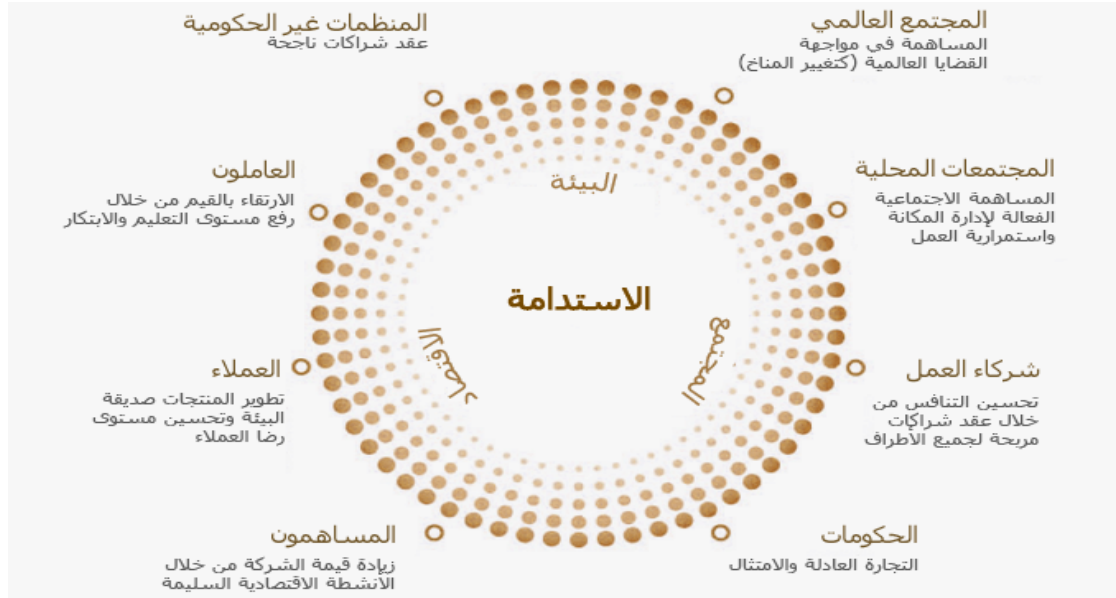 المجتمع العالمي
المساهمة في مواجهة
القضايا العالمية (كتغيير المناخ)
المنظمات غير الحكومية
عقد شراكات ناجحة
المجتمعات المحلية
المساهمة الاجتماعية
الفعالة لإدارة المكانة
واستمرارية العمل
العاملون
الارتقاء بالقيم من خلال
رفع مستوى التعليم والابتكار
البيئة
الاستدامة
المجتمع
الاقتصاد
شركاء العمل
تحسين التنافس من
خلال عقد شراكات
مربحة لجميع الأطراف
العملاء
تطوير المنتجات صديقة
البيئة وتحسين مستوى
رضا العملاء
الحكومات
التجارة العادلة والامتثال
المساهمون
زيادة قيمة الشركة من خلال
الأنشطة الاقتصادية السليمة